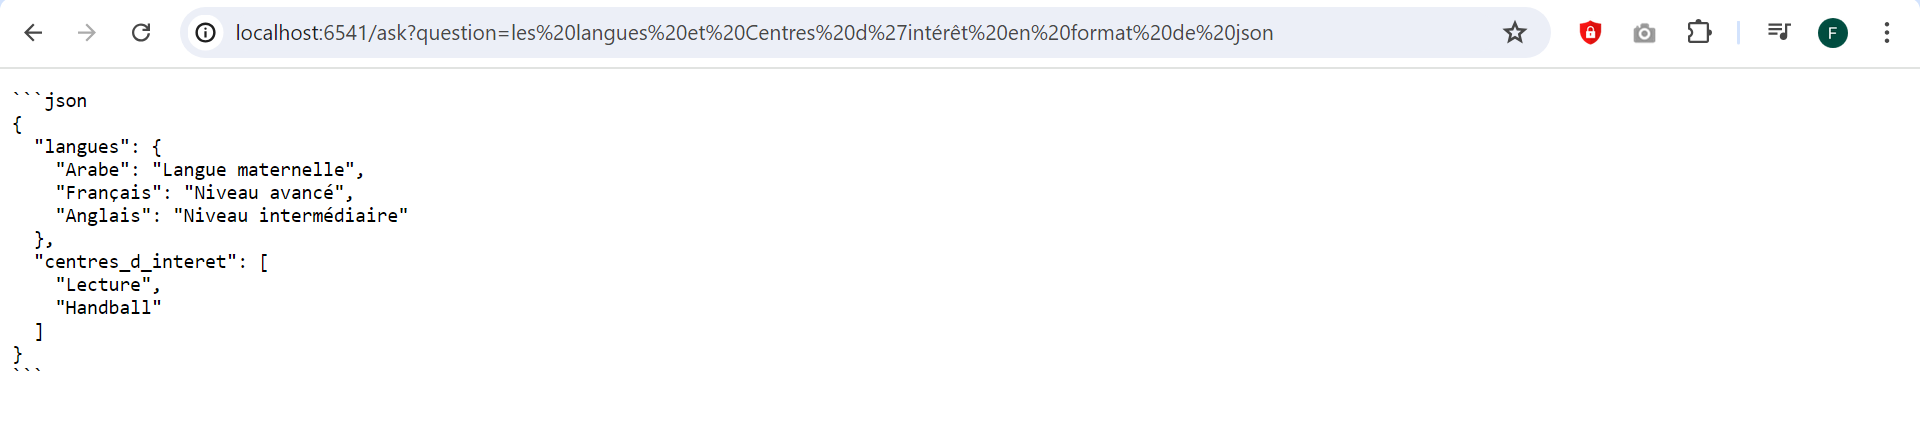 localhost:6541/ask?question=les%20langues%20et%20Centres%20d%27intérêt%20en%20format%20de%20json
F
```json
{
  "langues": {
    "Arabe": "Langue maternelle",
    "Français": "Niveau avancé",
    "Anglais": "Niveau intermédiaire"
  },
  "centres_d_interet": [
    "Lecture",
    "Handball"
  ]
}
```